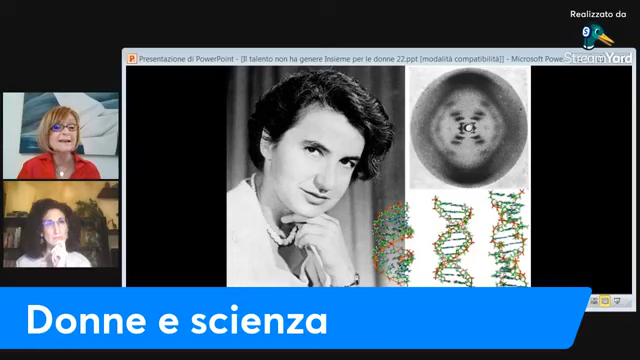 Realizzato da
StreamYard
Presentazione di PowerPoint - [Il talento non ha genere Insieme per le donne 22.ppt [modalità compatibilità]] - Microsoft Powe
Donne e scienza